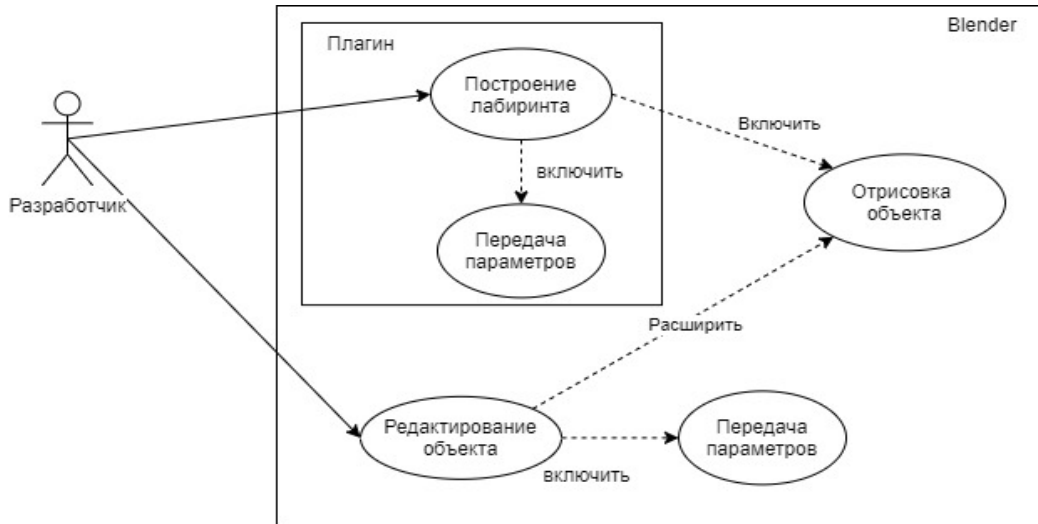 Blender
Плагин
Построение
лабиринта
Включить
включить
Разработчик
Отрисовка
объекта
Передача
параметров
Расширить
Редактирование
объекта
включить
Передача
параметров